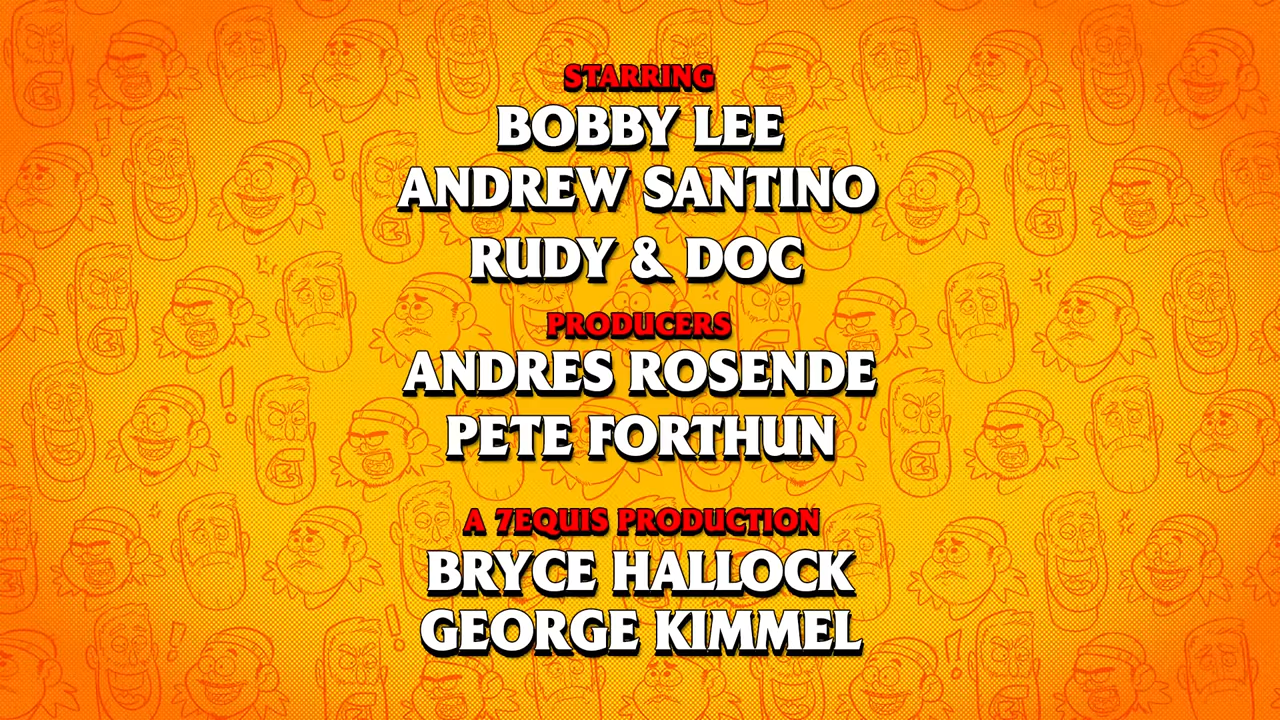 STARRING
BOBBY LEE
ANDREW SANTINO
RUDY & DOC
PRODUCERS
ANDRES ROSENDE
PETE FORTHUN
A 7EQUIS PRODUCTION
BRYCE HALLOCK
GEORGE KIMMEL